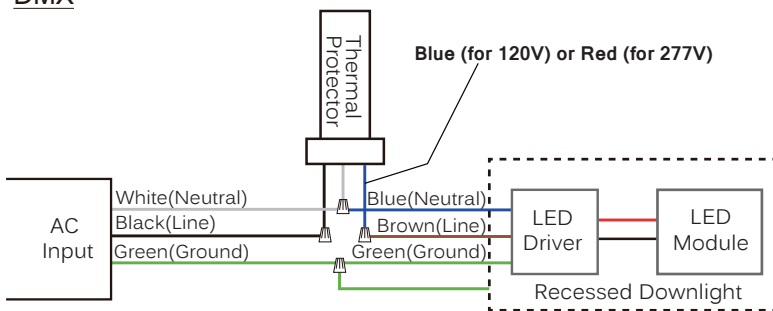 DMX
Thermal
Protector
Blue (for 120V) or Red (for 277V)
White(Neutral)
Blue(Neutral)
Black(Line)
Brown(Line)
Green(Ground)
Green(Ground)
AC
Input
LED
Driver
LED
Module
Recessed Downlight